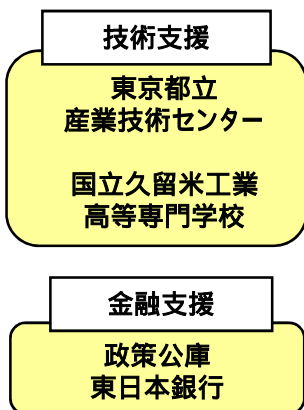 技術支援
東京都立
産業技術センター
国立久留米工業
高等専門学校
金融支援
政策公庫
東日本銀行